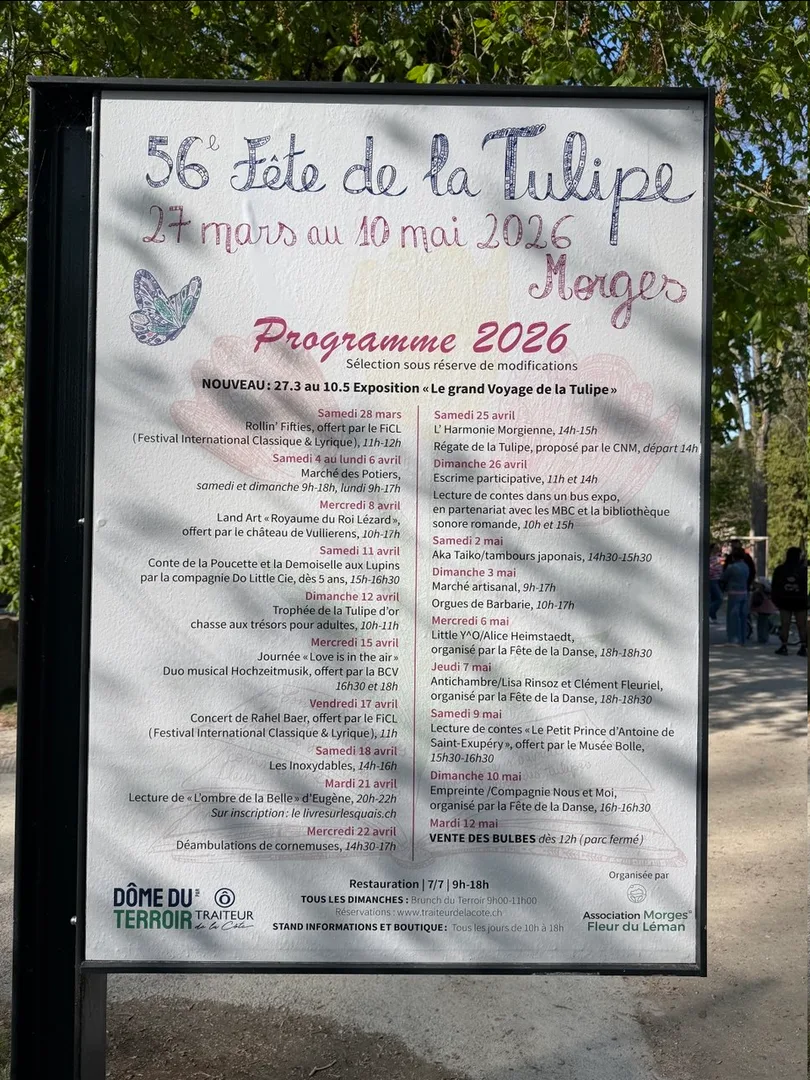 56e Fête de la Tulipe
27 mars au 10 mai 2026
Morges
Programme 2026
Sélection sous réserve de modifications
NOUVEAU : 27.3 au 10.5 Exposition « Le grand Voyage de la Tulipe »
Samedi 28 mars
Rollin' Fifties, offert par le FiCL
(Festival International Classique & Lyrique), 11h-12h
Samedi 4 au lundi 6 avril
Marché des Potiers,
samedi et dimanche 9h-18h, lundi 9h-17h
Mercredi 8 avril
Land Art « Royaume du Roi Lézard »,
offert par le château de Vullierens, 10h-17h
Samedi 11 avril
Conte de la Poucette et la Demoiselle aux Lupins
par la compagnie Do Little Cie, dès 5 ans, 15h-16h30
Dimanche 12 avril
Trophée de la Tulipe d'or
chasse aux trésors pour adultes, 10h-11h
Mercredi 15 avril
Journée « Love is in the air »
Duo musical Hochzeitmusik, offert par la BCV
16h30 et 18h
Vendredi 17 avril
Concert de Rahel Baer, offert par le FiCL
(Festival International Classique & Lyrique), 11h
Samedi 18 avril
Les Inoxydables, 14h-16h
Mardi 21 avril
Lecture de « L'ombre de la Belle » d'Eugène, 20h-22h
Sur inscription : le livresurlesquais.ch
Mercredi 22 avril
Déambulations de cornemuses, 14h30-17h
Samedi 25 avril
L' Harmonie Morgienne, 14h-15h
Régate de la Tulipe, proposé par le CNM, départ 14h
Dimanche 26 avril
Escrime participative, 11h et 14h
Lecture de contes dans un bus expo,
en partenariat avec les MBC et la bibliothèque
sonore romande, 10h et 15h
Samedi 2 mai
Aka Taiko/tambours japonais, 14h30-15h30
Dimanche 3 mai
Marché artisanal, 9h-17h
Orgues de Barbarie, 10h-17h
Mercredi 6 mai
Little Y^O/Alice Heimstaedt,
organisé par la Fête de la Danse, 18h-18h30
Jeudi 7 mai
Antichambre/Lisa Rinsoz et Clément Fleuriel,
organisé par la Fête de la Danse, 18h-18h30
Samedi 9 mai
Lecture de contes « Le Petit Prince d'Antoine de
Saint-Exupéry », offert par le Musée Bolle,
15h30-16h30
Dimanche 10 mai
Empreinte /Compagnie Nous et Moi,
organisé par la Fête de la Danse, 16h-16h30
Mardi 12 mai
VENTE DES BULBES dès 12h (parc fermé)
Restauration | 7/7 | 9h-18h
TOUS LES DIMANCHES : Brunch du Terroir 9h00-11h00
Réservations : www.traiteurdelacote.ch
STAND INFORMATIONS ET BOUTIQUE : Tous les jours de 10h à 18h
DÔME DU
TERROIR
TRAITEUR
de la Côte
Organisée par
Association Morges
Fleur du Léman